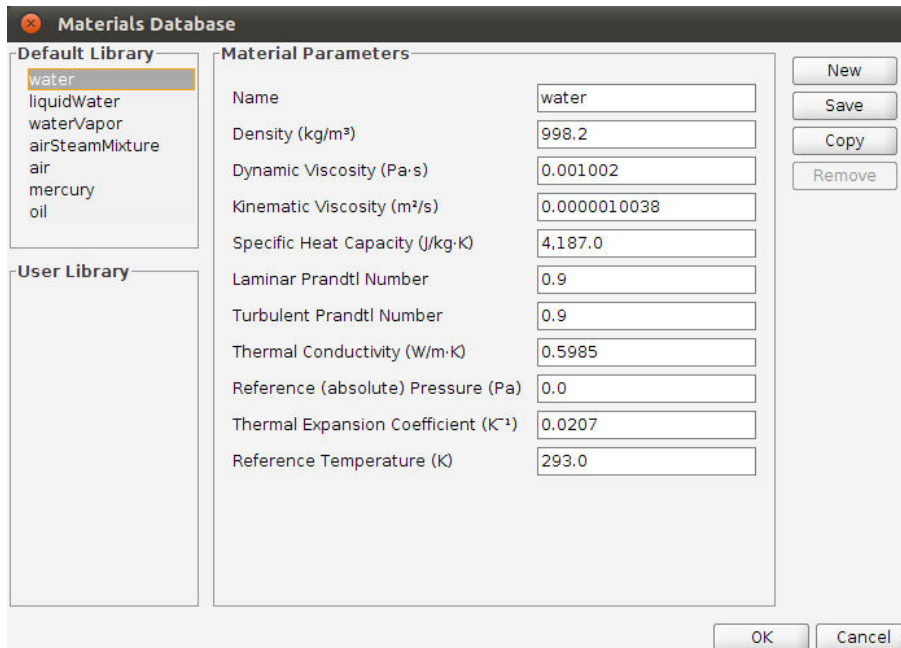 Materials Database
Default Library
water
liquidWater
waterVapor
airSteamMixture
air
mercury
oil
User Library
Material Parameters
Name water
Density (kg/m³) 998.2
Dynamic Viscosity (Pa·s) 0.001002
Kinematic Viscosity (m²/s) 0.0000010038
Specific Heat Capacity (J/kg·K) 4,187.0
Laminar Prandtl Number 0.9
Turbulent Prandtl Number 0.9
Thermal Conductivity (W/m·K) 0.5985
Reference (absolute) Pressure (Pa) 0.0
Thermal Expansion Coefficient (K⁻¹) 0.0207
Reference Temperature (K) 293.0
New
Save
Copy
Remove
OK Cancel